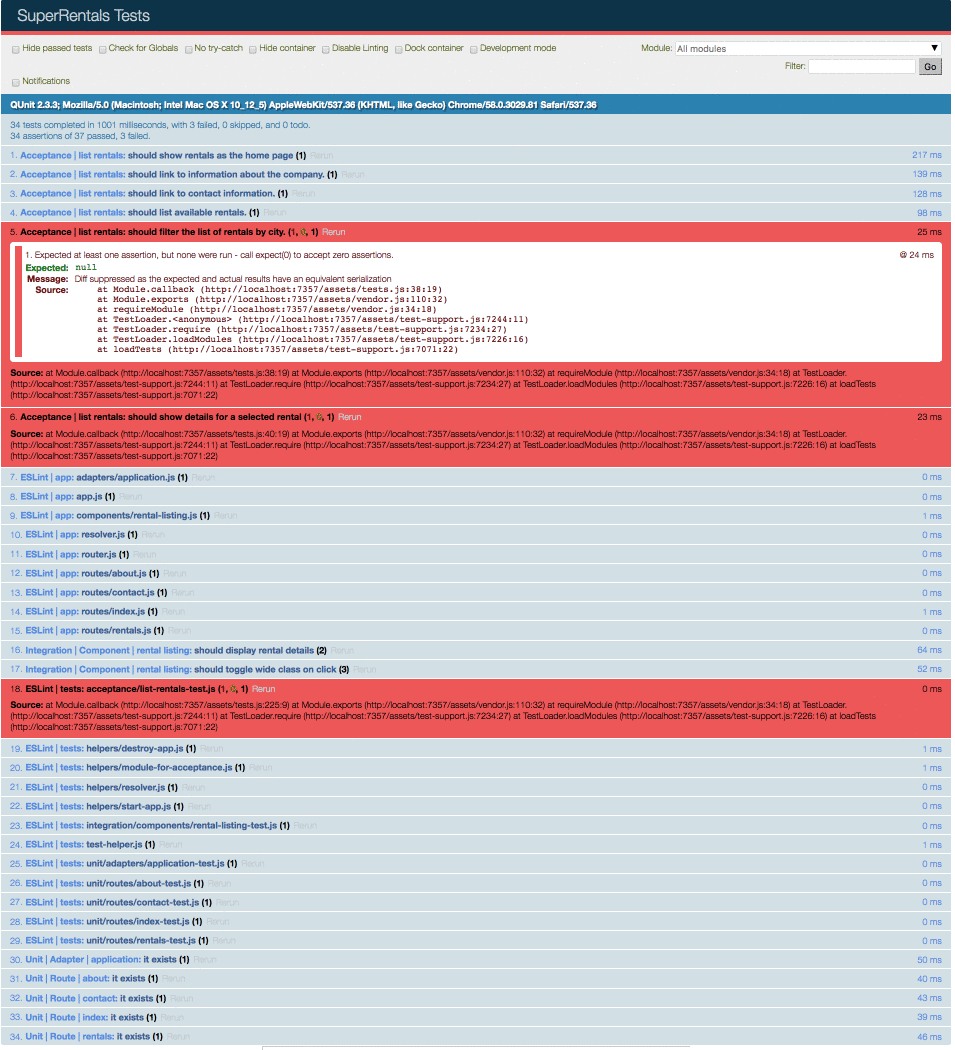 SuperRentals Tests
Hide passed tests Check for Globals No try-catch Hide container Disable Linting Dock container Development mode Module: All modules
Filter: Go
Notifications
QUnit 2.3.3; Mozilla/5.0 (Macintosh; Intel Mac OS X 10_12_5) AppleWebKit/537.36 (KHTML, like Gecko) Chrome/58.0.3029.81 Safari/537.36
34 tests completed in 1001 milliseconds, with 3 failed, 0 skipped, and 0 todo.
34 assertions of 37 passed, 3 failed.
1. Acceptance | list rentals: should show rentals as the home page (1) Rerun 217 ms
2. Acceptance | list rentals: should link to information about the company. (1) Rerun 139 ms
3. Acceptance | list rentals: should link to contact information. (1) Rerun 128 ms
4. Acceptance | list rentals: should list available rentals. (1) Rerun 98 ms
5. Acceptance | list rentals: should filter the list of rentals by city. (1, 0, 1) Rerun 25 ms
1. Expected at least one assertion, but none were run - call expect(0) to accept zero assertions. @ 24 ms
Expected: null
Message: Diff suppressed as the expected and actual results have an equivalent serialization
Source: at Module.callback (http://localhost:7357/assets/tests.js:38:19)
at Module.exports (http://localhost:7357/assets/vendor.js:110:32)
at requireModule (http://localhost:7357/assets/vendor.js:34:18)
at TestLoader.<anonymous> (http://localhost:7357/assets/test-support.js:7244:11)
at TestLoader.require (http://localhost:7357/assets/test-support.js:7234:27)
at TestLoader.loadModules (http://localhost:7357/assets/test-support.js:7226:16)
at loadTests (http://localhost:7357/assets/test-support.js:7071:22)
Source: at Module.callback (http://localhost:7357/assets/tests.js:38:19) at Module.exports (http://localhost:7357/assets/vendor.js:110:32) at requireModule (http://localhost:7357/assets/vendor.js:34:18) at TestLoader.
(http://localhost:7357/assets/test-support.js:7244:11) at TestLoader.require (http://localhost:7357/assets/test-support.js:7234:27) at TestLoader.loadModules (http://localhost:7357/assets/test-support.js:7226:16) at loadTests
(http://localhost:7357/assets/test-support.js:7071:22)
6. Acceptance | list rentals: should show details for a selected rental (1, 0, 1) Rerun 23 ms
Source: at Module.callback (http://localhost:7357/assets/tests.js:40:19) at Module.exports (http://localhost:7357/assets/vendor.js:110:32) at requireModule (http://localhost:7357/assets/vendor.js:34:18) at TestLoader.
(http://localhost:7357/assets/test-support.js:7244:11) at TestLoader.require (http://localhost:7357/assets/test-support.js:7234:27) at TestLoader.loadModules (http://localhost:7357/assets/test-support.js:7226:16) at loadTests
(http://localhost:7357/assets/test-support.js:7071:22)
7. ESLint | app: adapters/application.js (1) Rerun 0 ms
8. ESLint | app: app.js (1) Rerun 0 ms
9. ESLint | app: components/rental-listing.js (1) Rerun 1 ms
10. ESLint | app: resolver.js (1) Rerun 0 ms
11. ESLint | app: router.js (1) Rerun 0 ms
12. ESLint | app: routes/about.js (1) Rerun 0 ms
13. ESLint | app: routes/contact.js (1) Rerun 0 ms
14. ESLint | app: routes/index.js (1) Rerun 1 ms
15. ESLint | app: routes/rentals.js (1) Rerun 0 ms
16. Integration | Component | rental listing: should display rental details (2) Rerun 64 ms
17. Integration | Component | rental listing: should toggle wide class on click (3) Rerun 52 ms
18. ESLint | tests: acceptance/list-rentals-test.js (1, 0, 1) Rerun 0 ms
Source: at Module.callback (http://localhost:7357/assets/tests.js:225:9) at Module.exports (http://localhost:7357/assets/vendor.js:110:32) at requireModule (http://localhost:7357/assets/vendor.js:34:18) at TestLoader.
(http://localhost:7357/assets/test-support.js:7244:11) at TestLoader.require (http://localhost:7357/assets/test-support.js:7234:27) at TestLoader.loadModules (http://localhost:7357/assets/test-support.js:7226:16) at loadTests
(http://localhost:7357/assets/test-support.js:7071:22)
19. ESLint | tests: helpers/destroy-app.js (1) Rerun 1 ms
20. ESLint | tests: helpers/module-for-acceptance.js (1) Rerun 1 ms
21. ESLint | tests: helpers/resolver.js (1) Rerun 0 ms
22. ESLint | tests: helpers/start-app.js (1) Rerun 0 ms
23. ESLint | tests: integration/components/rental-listing-test.js (1) Rerun 0 ms
24. ESLint | tests: test-helper.js (1) Rerun 1 ms
25. ESLint | tests: unit/adapters/application-test.js (1) Rerun 0 ms
26. ESLint | tests: unit/routes/about-test.js (1) Rerun 0 ms
27. ESLint | tests: unit/routes/contact-test.js (1) Rerun 0 ms
28. ESLint | tests: unit/routes/index-test.js (1) Rerun 0 ms
29. ESLint | tests: unit/routes/rentals-test.js (1) Rerun 0 ms
30. Unit | Adapter | application: it exists (1) Rerun 50 ms
31. Unit | Route | about: it exists (1) Rerun 40 ms
32. Unit | Route | contact: it exists (1) Rerun 43 ms
33. Unit | Route | index: it exists (1) Rerun 39 ms
34. Unit | Route | rentals: it exists (1) Rerun 46 ms